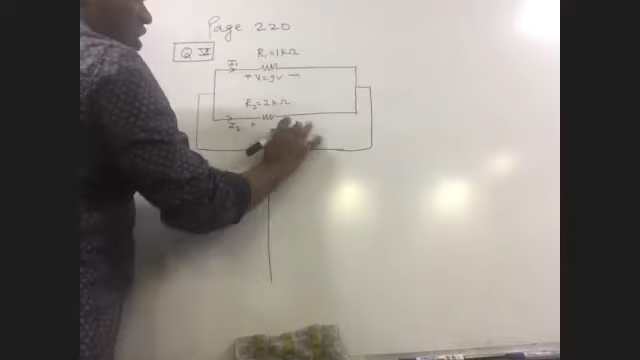 Page 220
Q VI
R₁=1kΩ
I₁
+ V=9V −
R₂=2kΩ
I₂ +